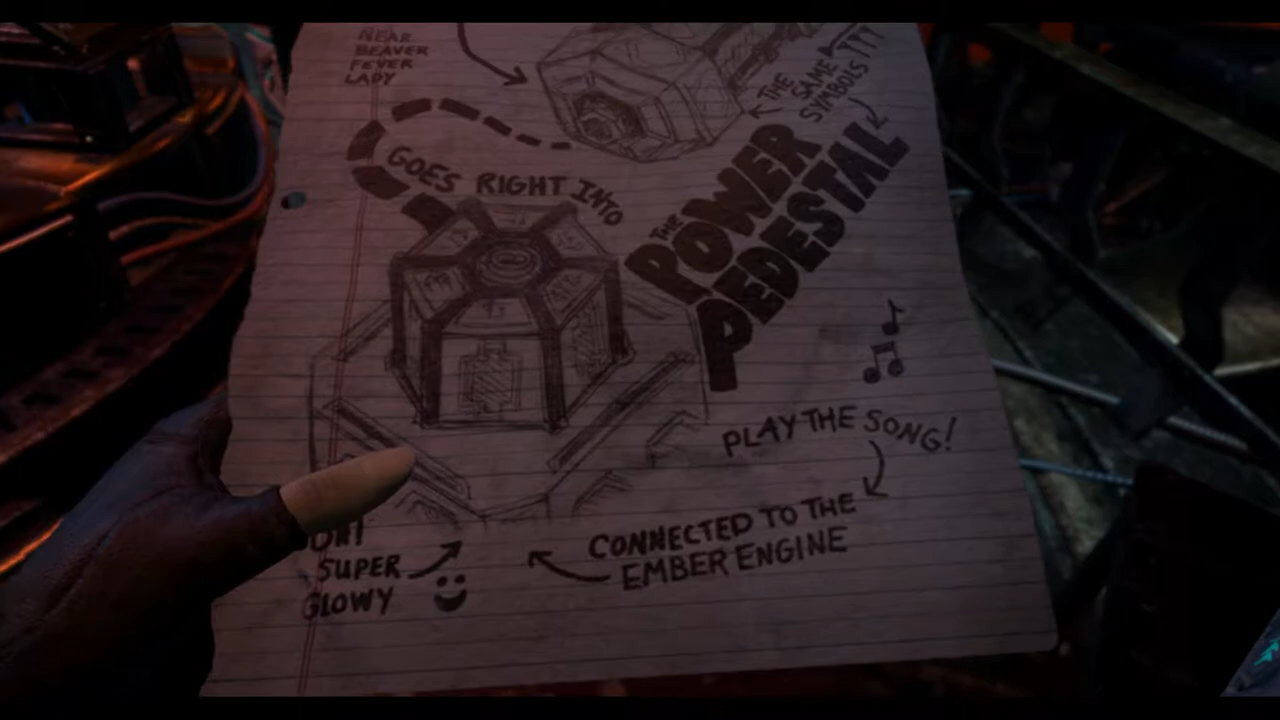 NEAR
BEAVER
FEVER
LADY
THE
SAME
SYMBOLS
GOES RIGHT INTO
THE
POWER
PEDESTAL
PLAY THE SONG!
CONNECTED TO THE
EMBER ENGINE
SUPER
GLOWY